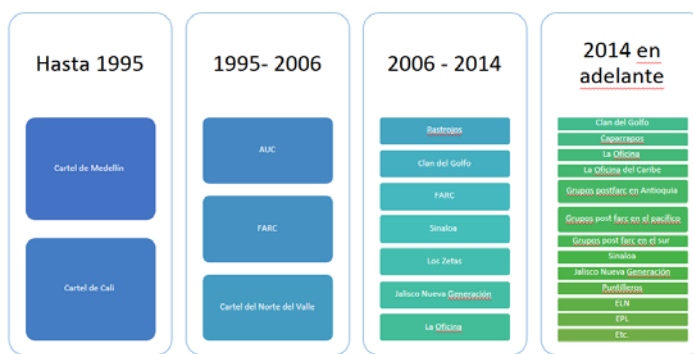 Hasta 1995
Cartel de Medellín
Cartel de Cali
1995- 2006
AUC
FARC
Cartel del Norte del Valle
2006 - 2014
Rastrojos
Clan del Golfo
FARC
Sinaloa
Los Zetas
Jalisco Nueva Generación
La Oficina
2014 en
adelante
Clan del Golfo
Caparrapos
La Oficina
La Oficina del Caribe
Grupos postfarc en Antioquia
Grupos post farc en el pacífico
Grupos post farc en el sur
Sinaloa
Jalisco Nueva Generación
Puntilleros
ELN
EPL
Etc.